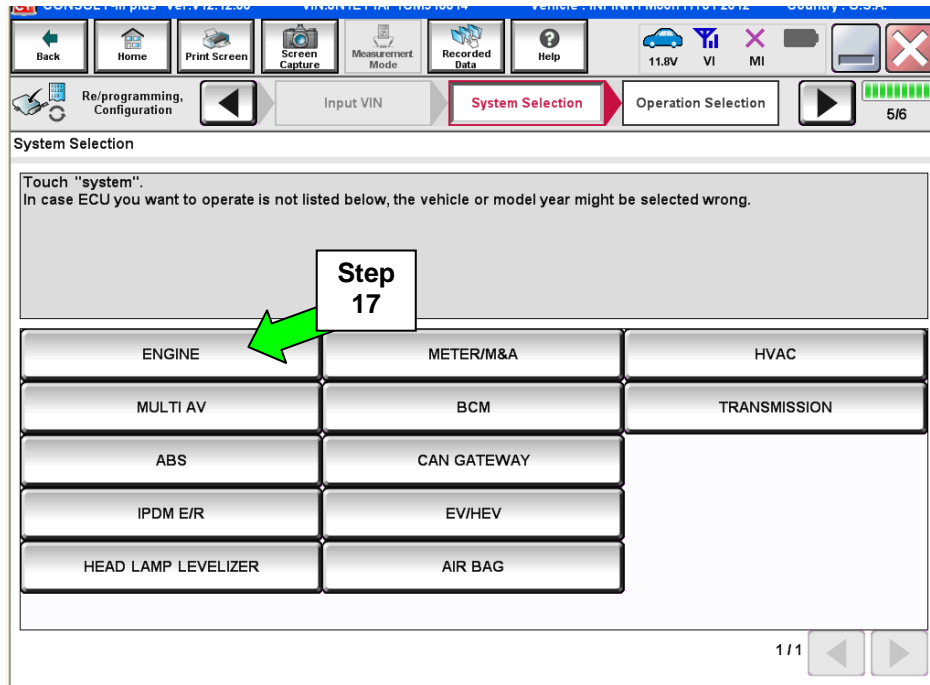 Back
Home
Print Screen
Screen
Capture
Measurement
Mode
Recorded
Data
Help
11.8V
VI
MI
Re/programming,
Configuration
Input VIN
System Selection
Operation Selection
5/6
System Selection
Touch "system".
In case ECU you want to operate is not listed below, the vehicle or model year might be selected wrong.
Step
17
ENGINE
METER/M&A
HVAC
MULTI AV
BCM
TRANSMISSION
ABS
CAN GATEWAY
IPDM E/R
EV/HEV
HEAD LAMP LEVELIZER
AIR BAG
1/1